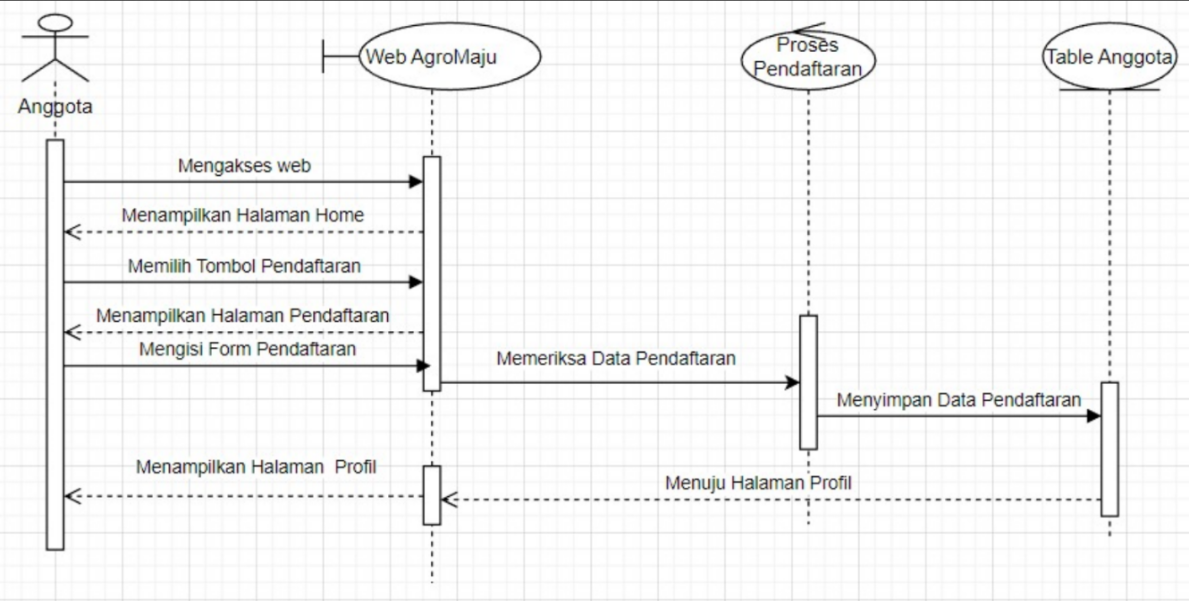 Anggota
Web AgroMaju
Proses
Pendaftaran
Table Anggota
Mengakses web
Menampilkan Halaman Home
Memilih Tombol Pendaftaran
Menampilkan Halaman Pendaftaran
Mengisi Form Pendaftaran
Memeriksa Data Pendaftaran
Menyimpan Data Pendaftaran
Menampilkan Halaman Profil
Menuju Halaman Profil